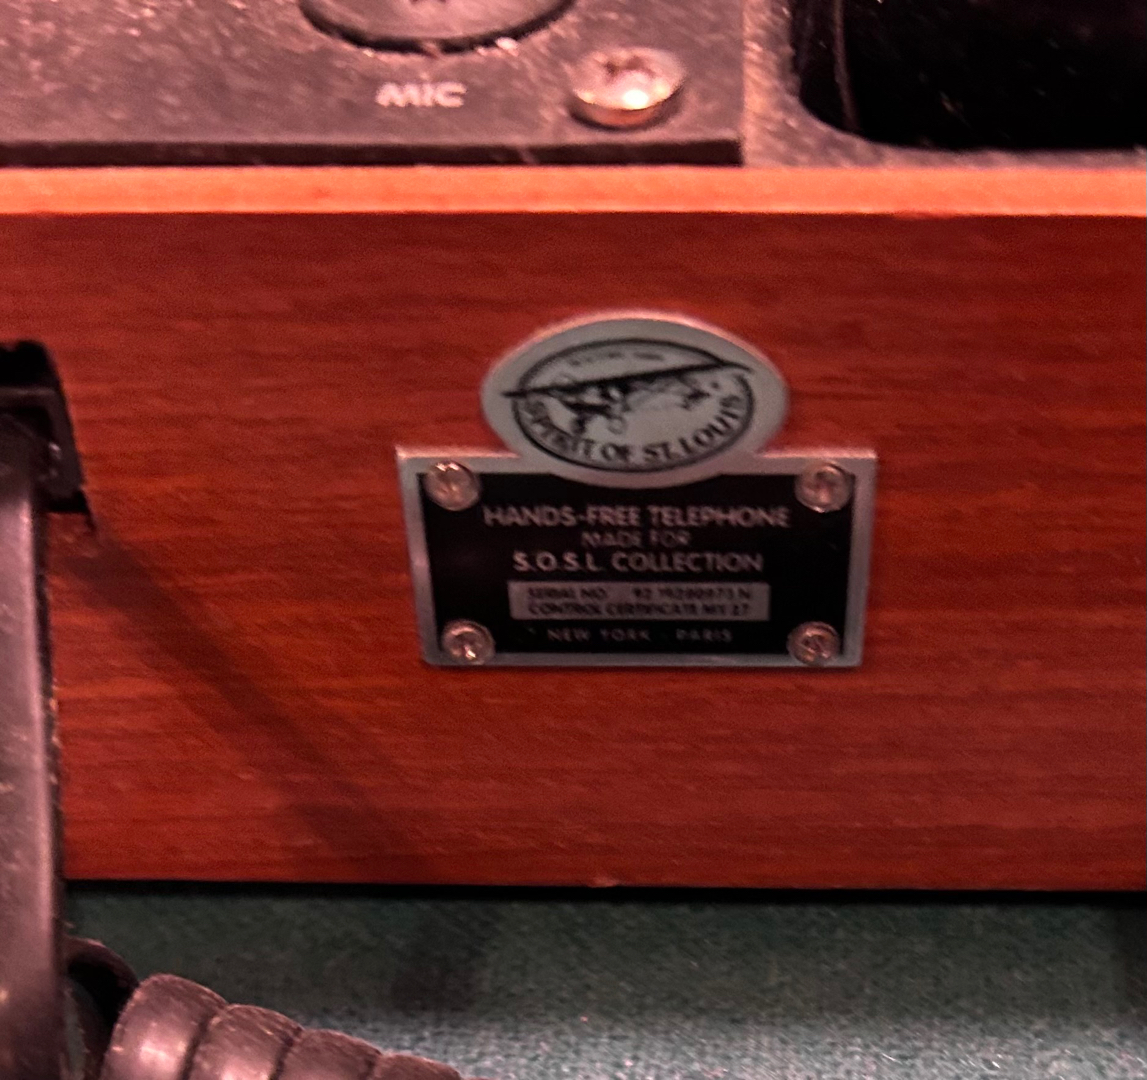 MIC
SPIRIT OF ST. LOUIS
HANDS-FREE TELEPHONE
MADE FOR
S.O.S.L. COLLECTION
SERIAL NO.
CONTROL CERTIFICATE
NEW YORK - PARIS